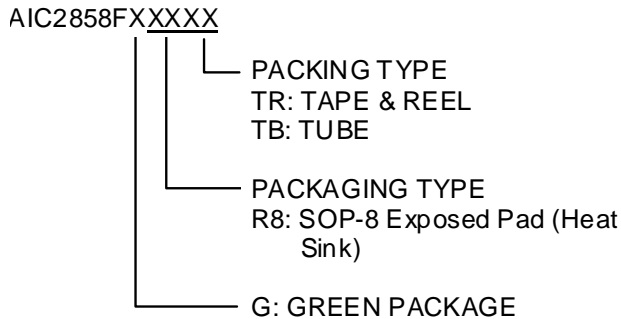 AIC2858FXXXXX
PACKING TYPE
TR: TAPE & REEL
TB: TUBE
PACKAGING TYPE
R8: SOP-8 Exposed Pad (Heat
Sink)
G: GREEN PACKAGE